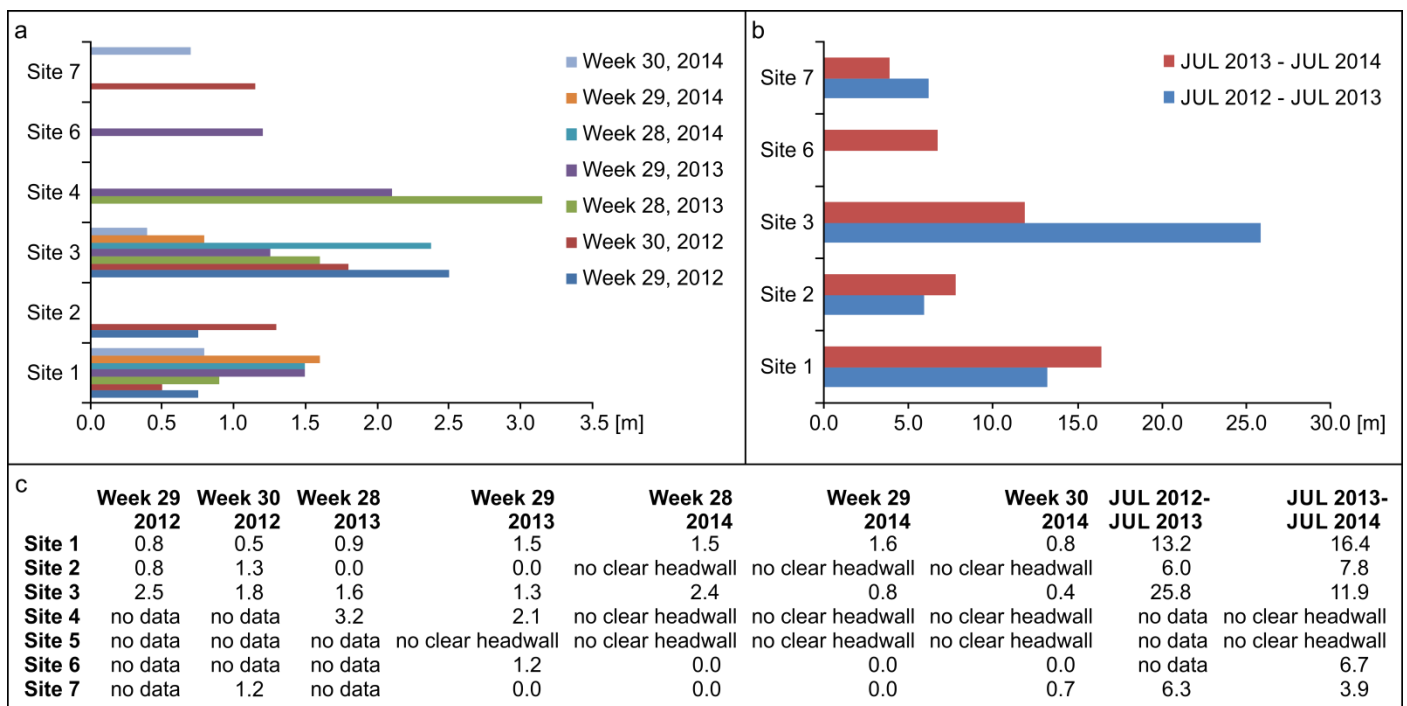 a
Site 7
Site 6
Site 4
Site 3
Site 2
Site 1
0.0 0.5 1.0 1.5 2.0 2.5 3.0 3.5 [m]
Week 30, 2014
Week 29, 2014
Week 28, 2014
Week 29, 2013
Week 28, 2013
Week 30, 2012
Week 29, 2012
b
Site 7
Site 6
Site 3
Site 2
Site 1
0.0 5.0 10.0 15.0 20.0 25.0 30.0 [m]
JUL 2013 - JUL 2014
JUL 2012 - JUL 2013
c
Week 29 Week 30 Week 28 Week 29 Week 28 Week 29 Week 30 JUL 2012- JUL 2013-
2012 2012 2013 2013 2014 2014 2014 JUL 2013 JUL 2014
Site 1 0.8 0.5 0.9 1.5 1.5 1.6 0.8 13.2 16.4
Site 2 0.8 1.3 0.0 0.0 no clear headwall no clear headwall no clear headwall 6.0 7.8
Site 3 2.5 1.8 1.6 1.3 2.4 0.8 0.4 25.8 11.9
Site 4 no data no data 3.2 2.1 no clear headwall no clear headwall no clear headwall no data no clear headwall
Site 5 no data no data no data no clear headwall no clear headwall no clear headwall no clear headwall no data no clear headwall
Site 6 no data no data no data 1.2 0.0 0.0 0.0 no data 6.7
Site 7 no data 1.2 no data 0.0 0.0 0.0 0.7 6.3 3.9